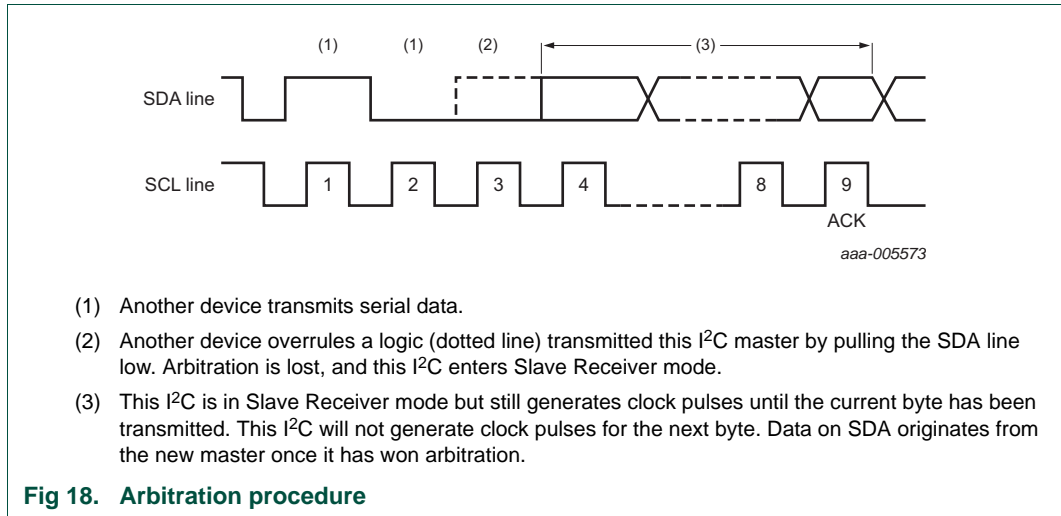 (1) (1) (2) (3)
SDA line
SCL line 1 2 3 4 8 9
ACK
aaa-005573
(1) Another device transmits serial data.
(2) Another device overrules a logic (dotted line) transmitted this I2C master by pulling the SDA line
low. Arbitration is lost, and this I2C enters Slave Receiver mode.
(3) This I2C is in Slave Receiver mode but still generates clock pulses until the current byte has been
transmitted. This I2C will not generate clock pulses for the next byte. Data on SDA originates from
the new master once it has won arbitration.
Fig 18. Arbitration procedure